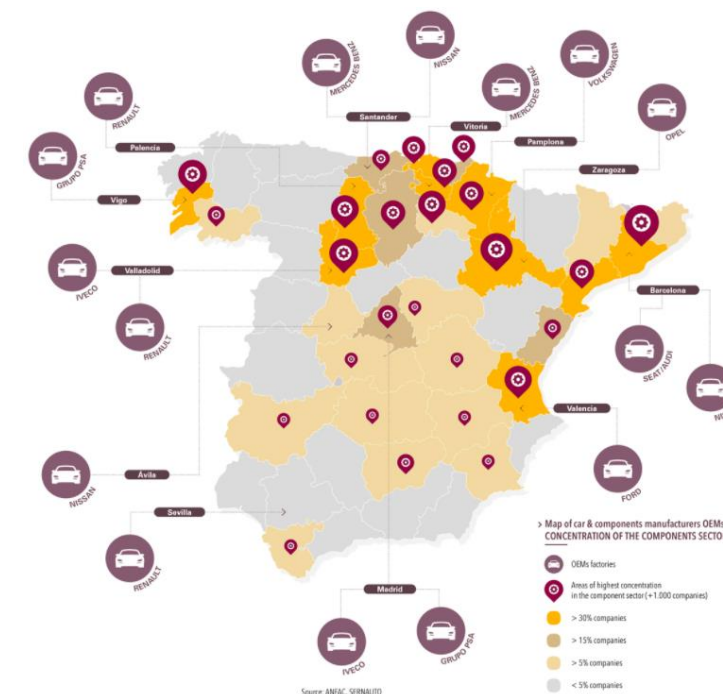 MERCEDES BENZ
NISSAN
MERCEDES BENZ
VOLKSWAGEN
RENAULT
OPEL
Santander
Vitoria
Palencia
Pamplona
GRUPO PSA
Zaragoza
Vigo
Valladolid
IVECO
Barcelona
RENAULT
SEAT/AUDI
Valencia
NISSAN
Ávila
FORD
Sevilla
RENAULT
> Map of car & components manufacturers OEMs
CONCENTRATION OF THE COMPONENTS SECTO
OEMs factories
Madrid
Areas of highest concentration
in the component sector (+1.000 companies)
> 30% companies
IVECO
GRUPO PSA
> 15% companies
> 5% companies
< 5% companies
Source: ANFAC, SERNAUTO